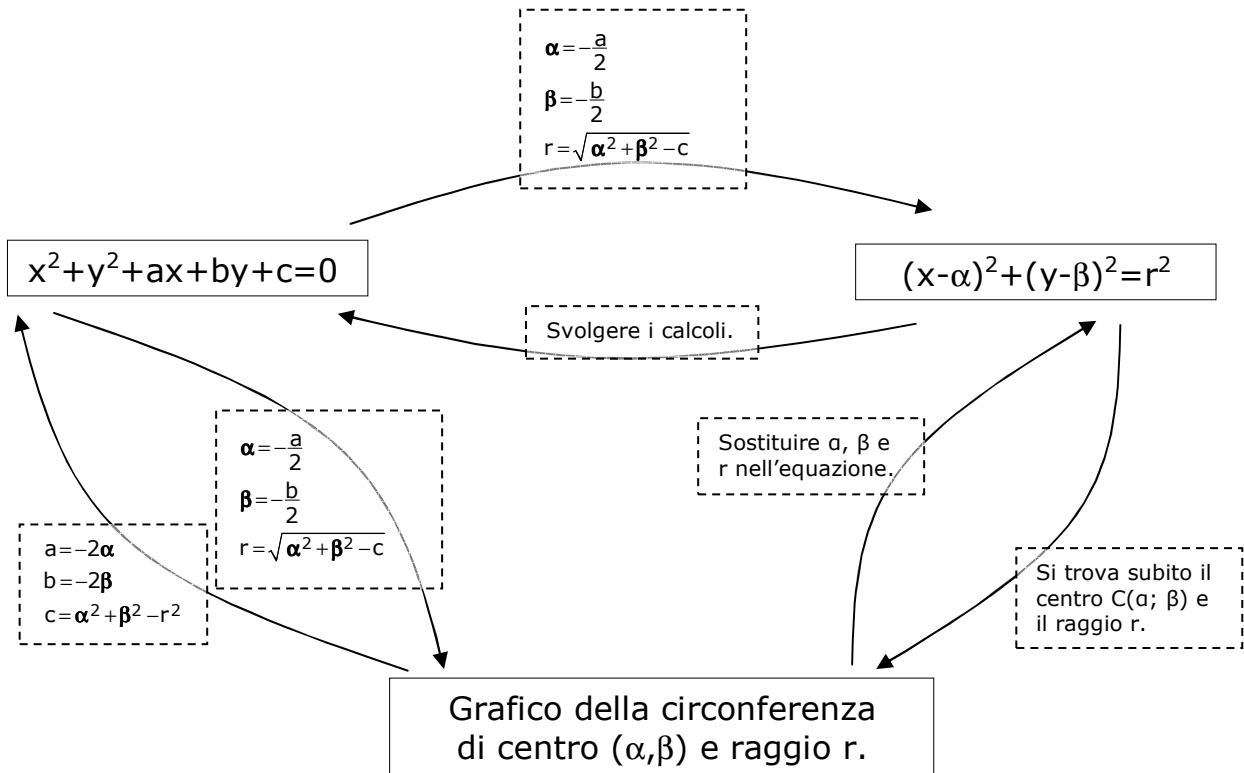 α=-a/2
β=-b/2
r=√(α²+β²-c)
x²+y²+ax+by+c=0
(x-α)²+(y-β)²=r²
Svolgere i calcoli.
α=-a/2
β=-b/2
r=√(α²+β²-c)
Sostituire α, β e
r nell'equazione.
a=-2α
b=-2β
c=α²+β²-r²
Si trova subito il
centro C(α; β) e
il raggio r.
Grafico della circonferenza
di centro (α,β) e raggio r.